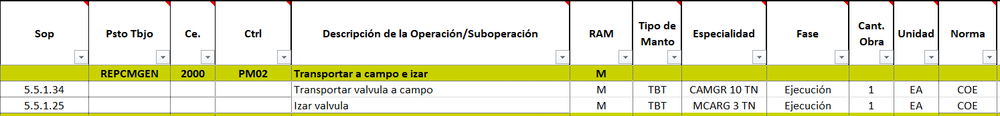 Sop Psto Tbjo Ce. Ctrl Descripción de la Operación/Suboperación RAM Tipo de Manto Especialidad Fase Cant. Obra Unidad Norma
REPCMGEN 2000 PM02 Transportar a campo e izar M
5.5.1.34 Transportar valvula a campo M TBT CAMGR 10 TN Ejecución 1 EA COE
5.5.1.25 Izar valvula M TBT MCARG 3 TN Ejecución 1 EA COE